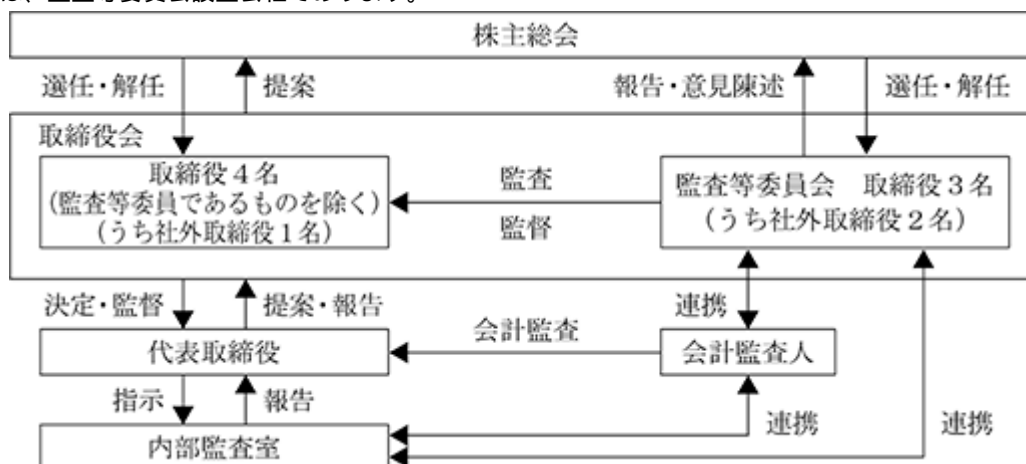 株主総会
選任・解任
提案
報告・意見陳述
選任・解任
取締役会
取締役4名
(監査等委員であるものを除く)
(うち社外取締役1名)
監査
監督
監査等委員会 取締役3名
(うち社外取締役2名)
決定・監督
提案・報告
連携
代表取締役
会計監査
会計監査人
指示
報告
連携
連携
内部監査室